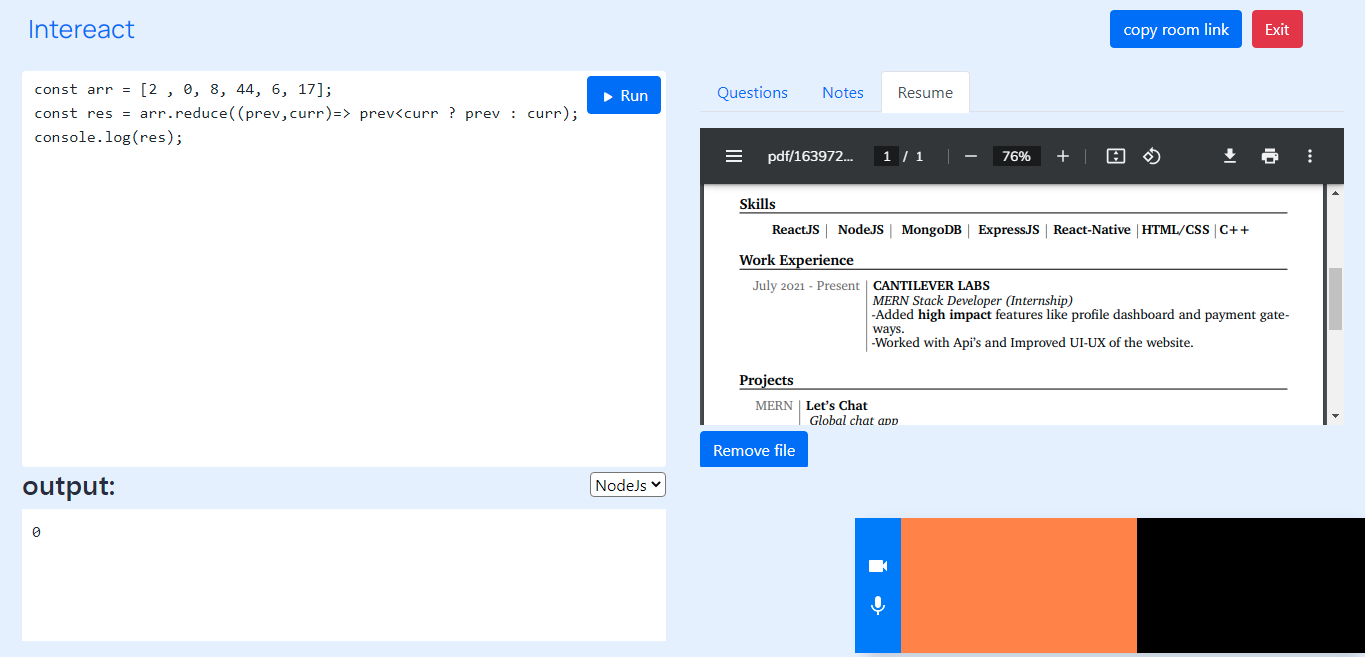 Intereact
copy room link
Exit
const arr = [2 , 0, 8, 44, 6, 17];
const res = arr.reduce((prev,curr)=> prev<curr ? prev : curr);
console.log(res);
Run
output:
NodeJs
0
Questions
Notes
Resume
pdf/163972...
1 / 1
76%
Skills
ReactJS | NodeJS | MongoDB | ExpressJS | React-Native | HTML/CSS | C++
Work Experience
July 2021 - Present
CANTILEVER LABS
MERN Stack Developer (Internship)
-Added high impact features like profile dashboard and payment gate-
ways.
-Worked with Api's and Improved UI-UX of the website.
Projects
MERN
Let's Chat
Global chat app
Remove file